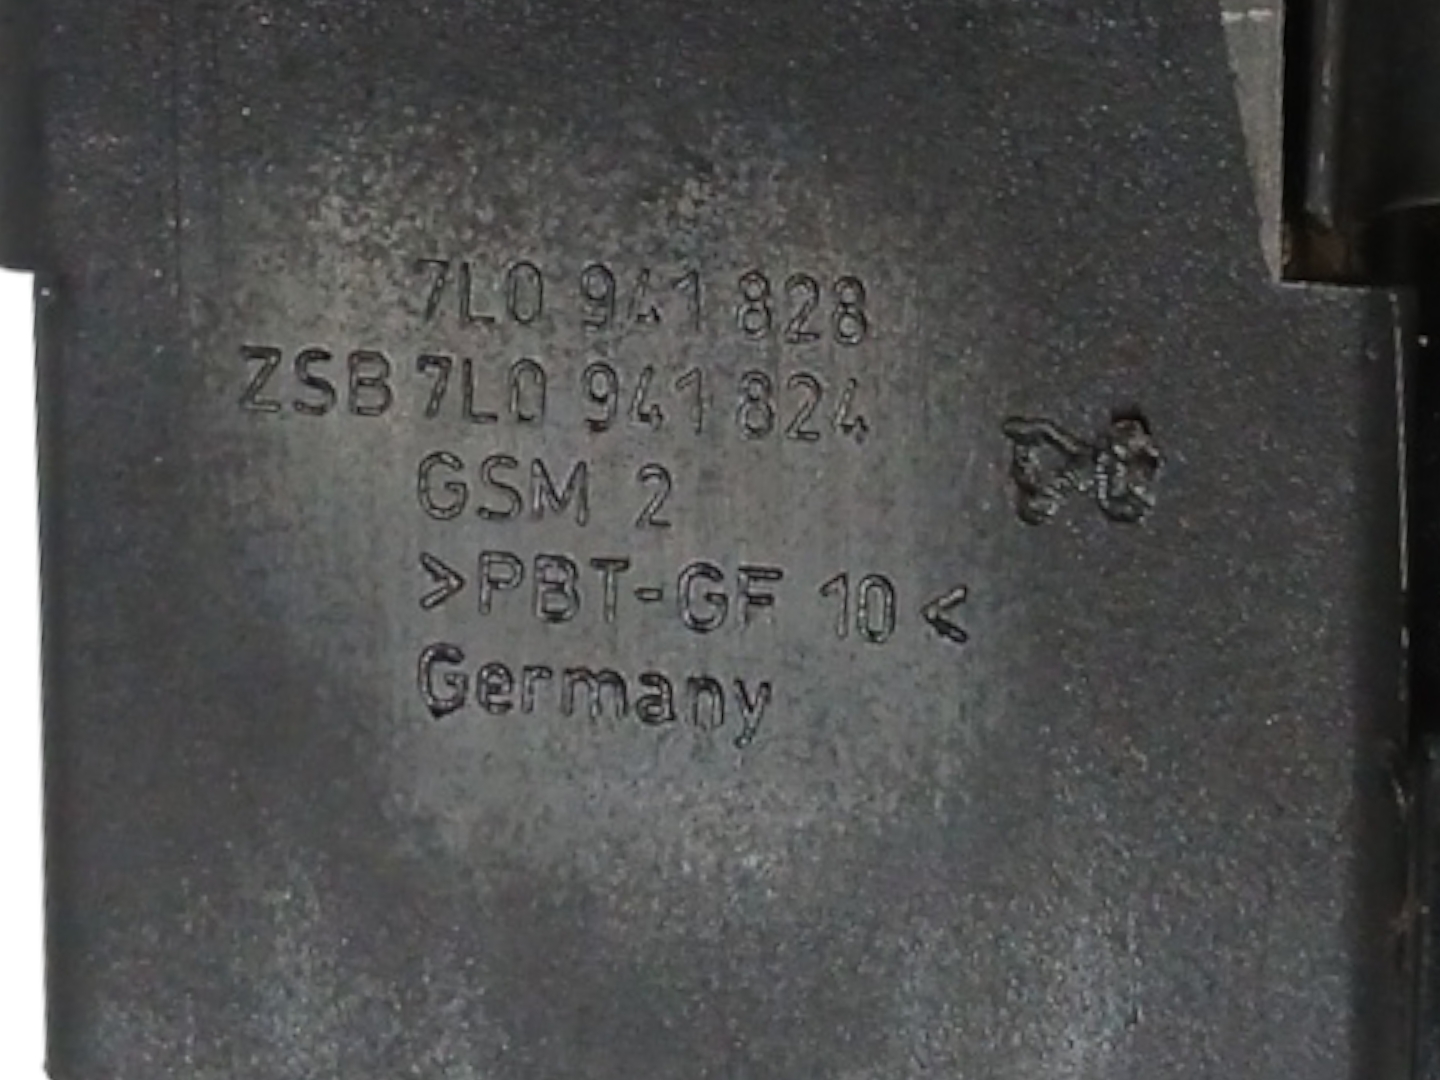 7L0 941 828
ZSB 7L0 941 824
GSM 2
>PBT-GF 10<
Germany